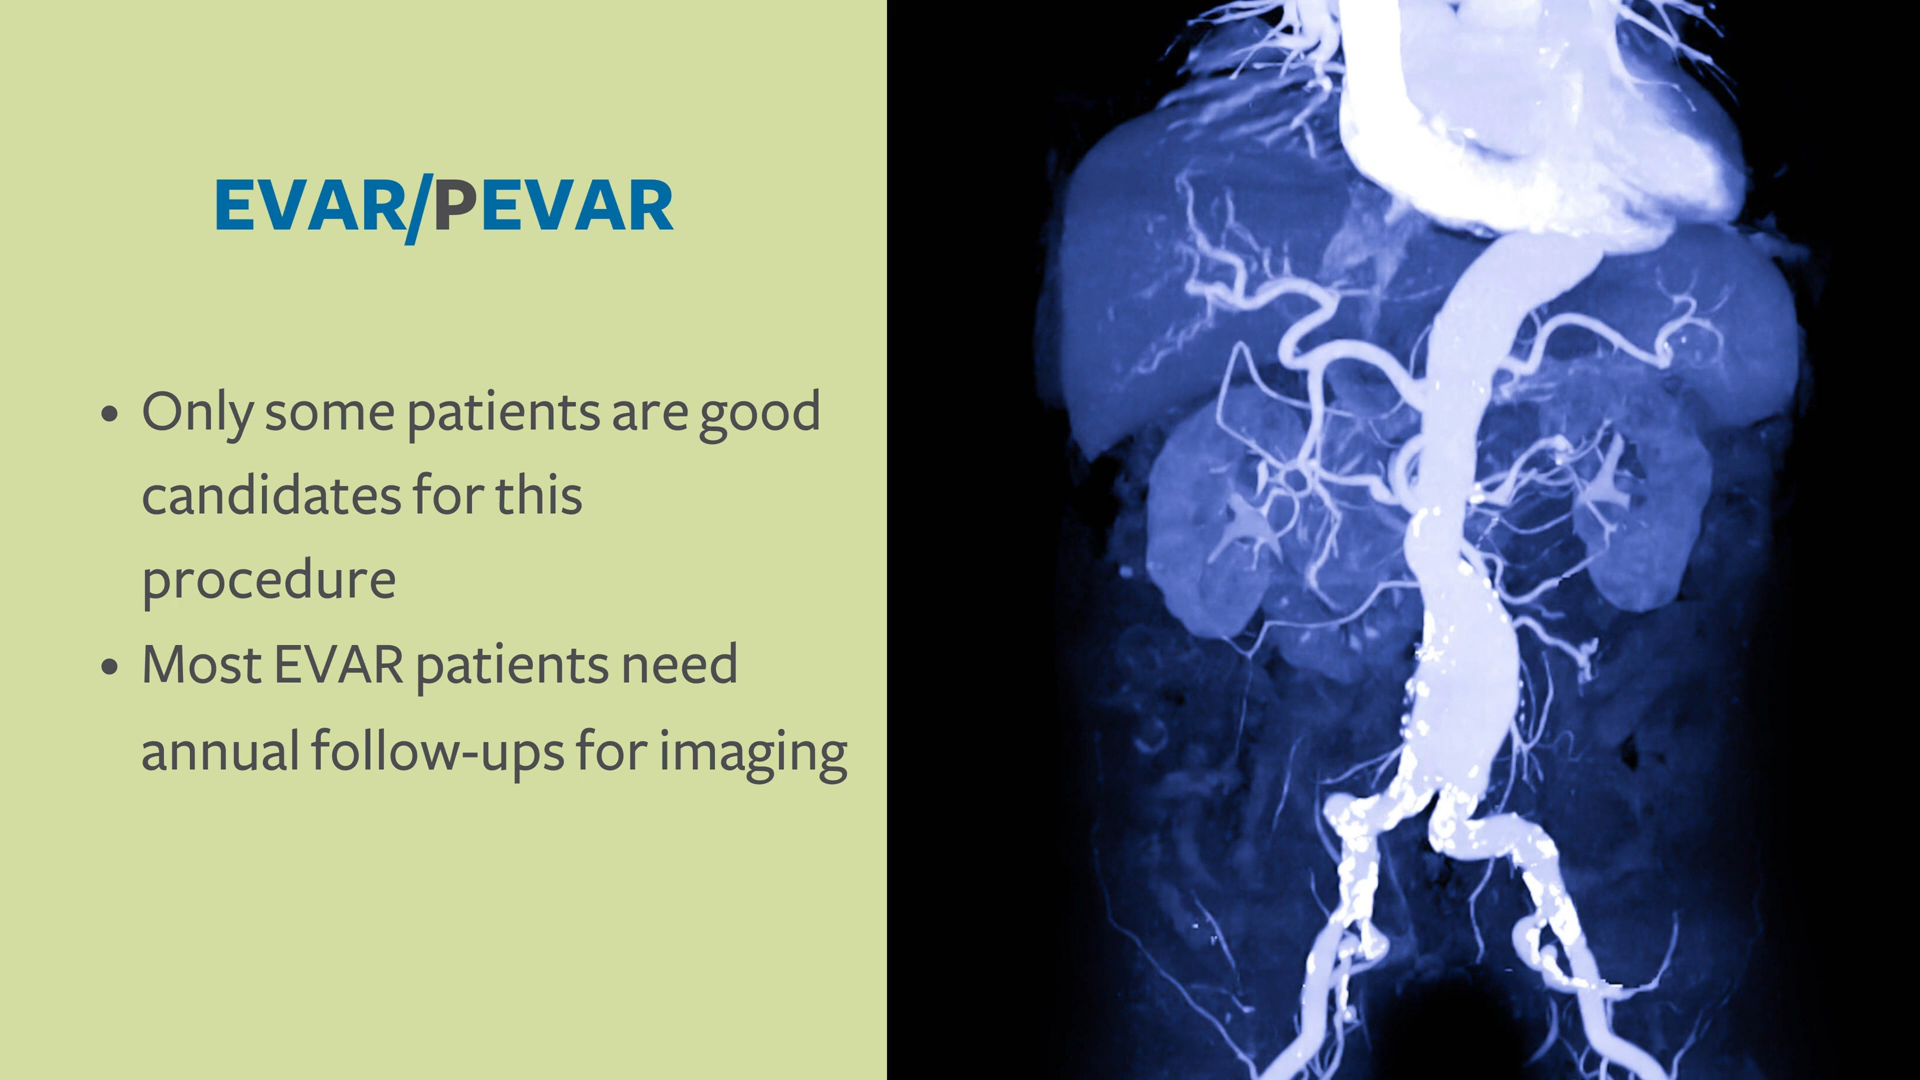 EVAR/PEVAR
• Only some patients are good
candidates for this
procedure
• Most EVAR patients need
annual follow-ups for imaging